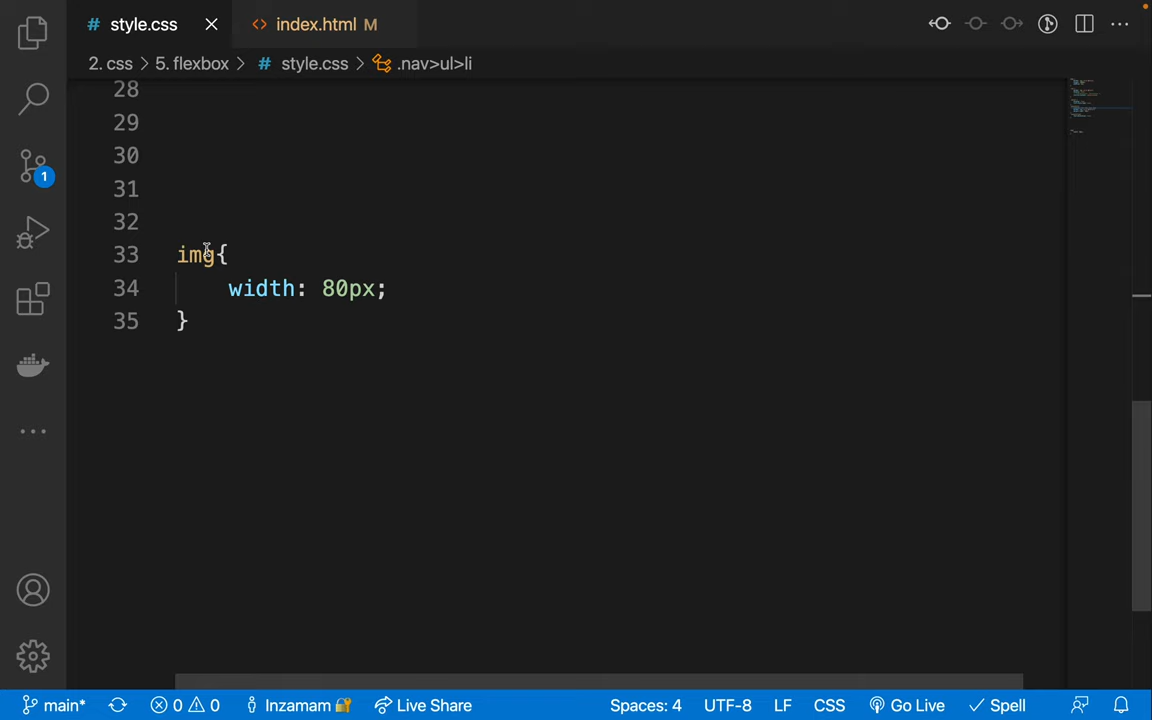 # style.css × <> index.html M
2. css > 5. flexbox > # style.css > .nav>ul>li
28
29
30
31
32
33 img{
34 width: 80px;
35 }
1
main* 0 0 Inzamam 🔐 Live Share Spaces: 4 UTF-8 LF CSS Go Live ✓ Spell